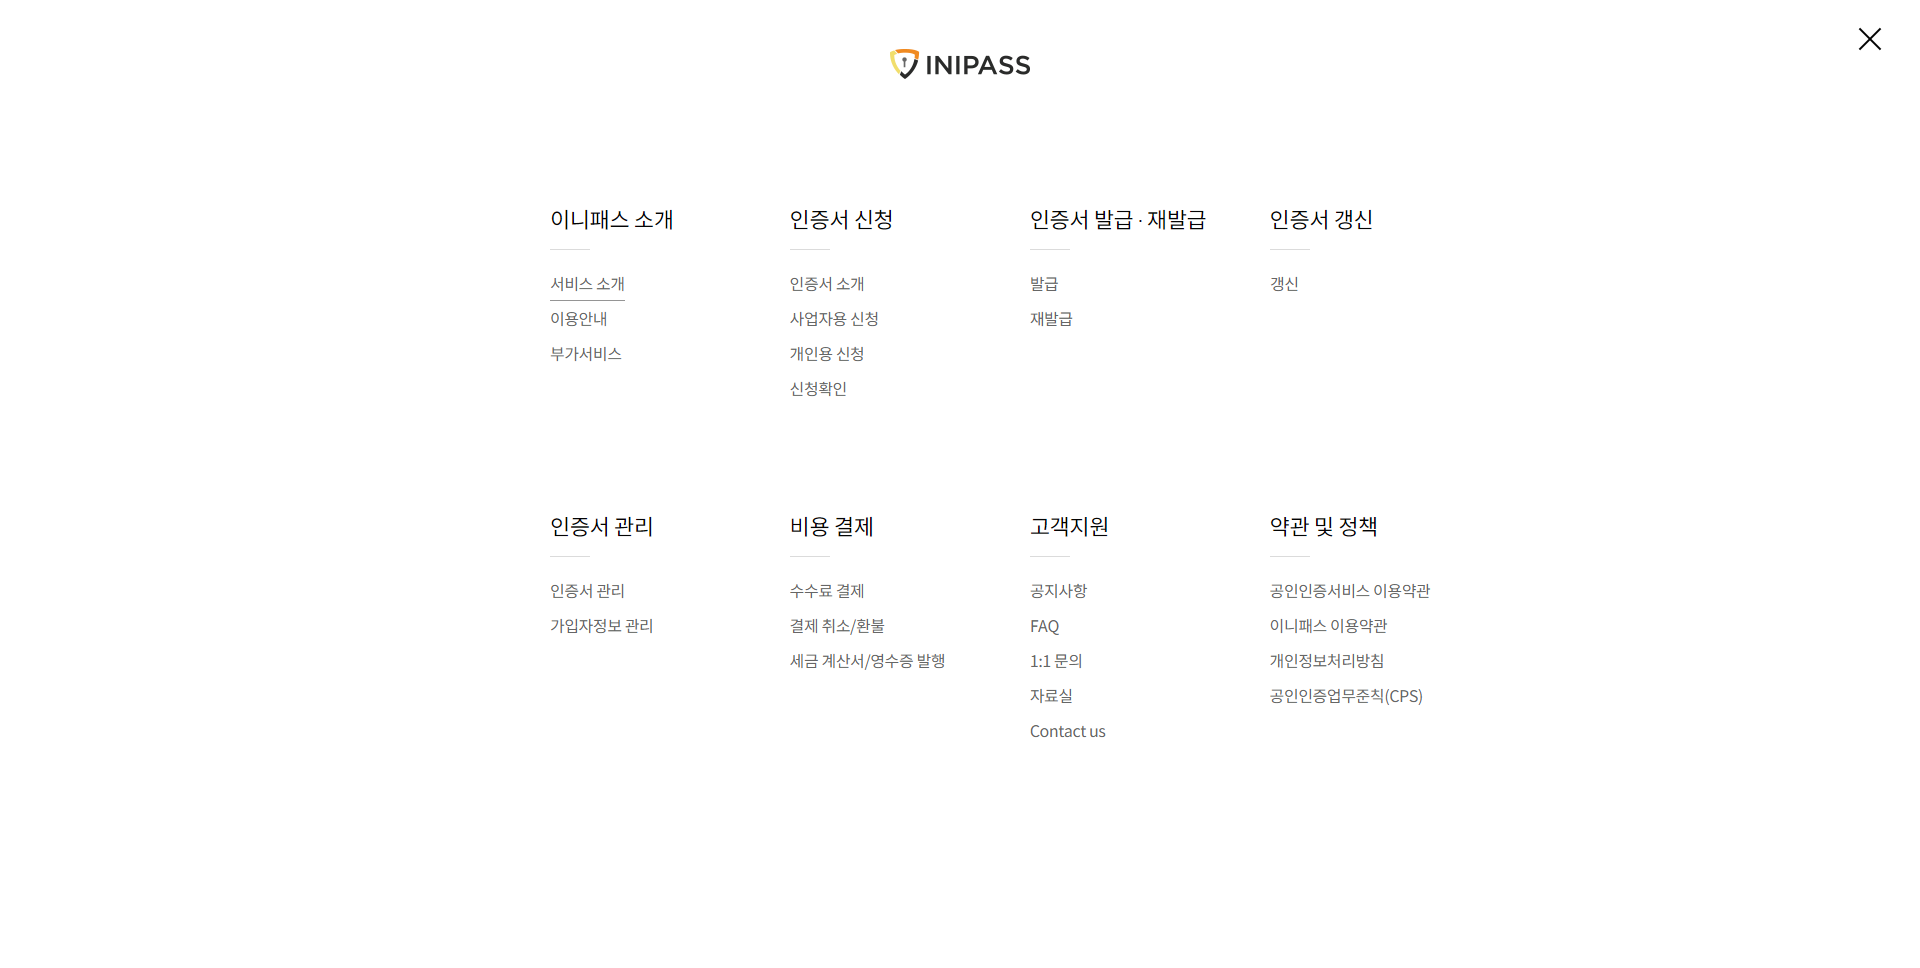 INIPASS
이니패스 소개
서비스 소개
이용안내
부가서비스
인증서 신청
인증서 소개
사업자용 신청
개인용 신청
신청확인
인증서 발급 · 재발급
발급
재발급
인증서 갱신
갱신
인증서 관리
인증서 관리
가입자정보 관리
비용 결제
수수료 결제
결제 취소/환불
세금 계산서/영수증 발행
고객지원
공지사항
FAQ
1:1 문의
자료실
Contact us
약관 및 정책
공인인증서비스 이용약관
이니패스 이용약관
개인정보처리방침
공인인증업무준칙(CPS)